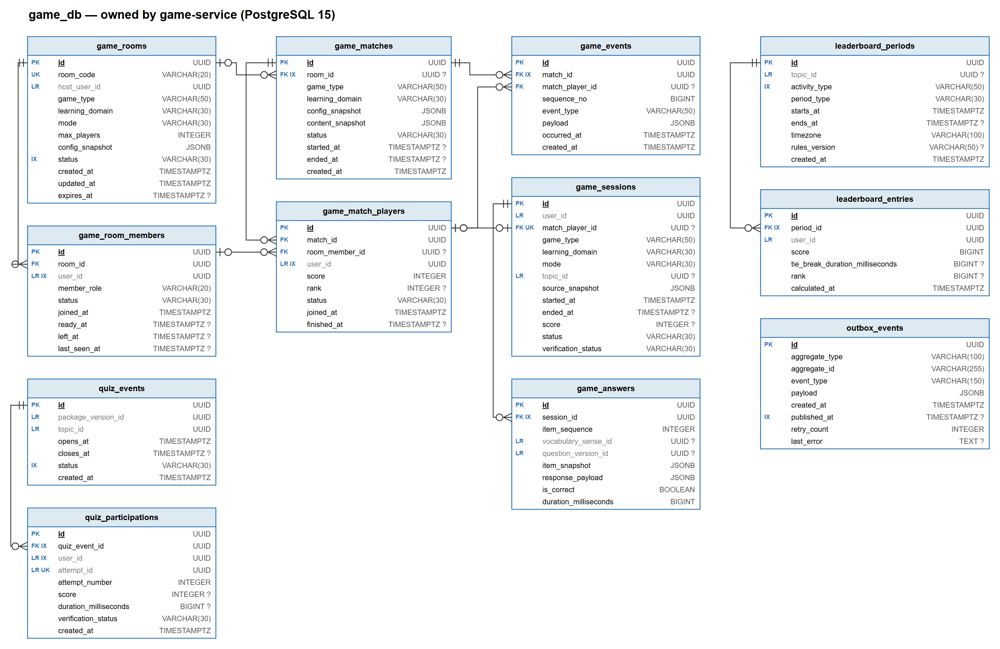 game_db — owned by game-service (PostgreSQL 15)
game_rooms
PK id UUID
UK room_code VARCHAR(20)
LR host_user_id UUID
game_type VARCHAR(50)
learning_domain VARCHAR(30)
mode VARCHAR(30)
max_players INTEGER
config_snapshot JSONB
IX status VARCHAR(30)
created_at TIMESTAMPTZ
updated_at TIMESTAMPTZ
expires_at TIMESTAMPTZ ?
game_room_members
PK id UUID
FK room_id UUID
LR IX user_id UUID
member_role VARCHAR(20)
status VARCHAR(30)
joined_at TIMESTAMPTZ
ready_at TIMESTAMPTZ ?
left_at TIMESTAMPTZ ?
last_seen_at TIMESTAMPTZ ?
quiz_events
PK id UUID
LR package_version_id UUID
LR topic_id UUID
opens_at TIMESTAMPTZ
closes_at TIMESTAMPTZ ?
IX status VARCHAR(30)
created_at TIMESTAMPTZ
quiz_participations
PK id UUID
FK IX quiz_event_id UUID
LR IX user_id UUID
LR UK attempt_id UUID
attempt_number INTEGER
score INTEGER ?
duration_milliseconds BIGINT ?
verification_status VARCHAR(30)
created_at TIMESTAMPTZ
game_matches
PK id UUID
FK IX room_id UUID ?
game_type VARCHAR(50)
learning_domain VARCHAR(30)
config_snapshot JSONB
content_snapshot JSONB
status VARCHAR(30)
started_at TIMESTAMPTZ ?
ended_at TIMESTAMPTZ ?
created_at TIMESTAMPTZ
game_match_players
PK id UUID
FK match_id UUID
FK room_member_id UUID ?
LR IX user_id UUID
score INTEGER
rank INTEGER ?
status VARCHAR(30)
joined_at TIMESTAMPTZ
finished_at TIMESTAMPTZ ?
game_events
PK id UUID
FK IX match_id UUID
FK match_player_id UUID ?
sequence_no BIGINT
event_type VARCHAR(50)
payload JSONB
occurred_at TIMESTAMPTZ
created_at TIMESTAMPTZ
game_sessions
PK id UUID
LR user_id UUID
FK UK match_player_id UUID ?
game_type VARCHAR(50)
learning_domain VARCHAR(30)
mode VARCHAR(30)
LR topic_id UUID ?
source_snapshot JSONB
started_at TIMESTAMPTZ
ended_at TIMESTAMPTZ ?
score INTEGER ?
status VARCHAR(30)
verification_status VARCHAR(30)
game_answers
PK id UUID
FK IX session_id UUID
item_sequence INTEGER
LR vocabulary_sense_id UUID ?
LR question_version_id UUID ?
item_snapshot JSONB
response_payload JSONB
is_correct BOOLEAN
duration_milliseconds BIGINT
leaderboard_periods
PK id UUID
LR topic_id UUID ?
IX activity_type VARCHAR(50)
period_type VARCHAR(30)
starts_at TIMESTAMPTZ
ends_at TIMESTAMPTZ ?
timezone VARCHAR(100)
rules_version VARCHAR(50) ?
created_at TIMESTAMPTZ
leaderboard_entries
PK id UUID
FK IX period_id UUID
LR user_id UUID
score BIGINT
tie_break_duration_milliseconds BIGINT ?
rank BIGINT ?
calculated_at TIMESTAMPTZ
outbox_events
PK id UUID
aggregate_type VARCHAR(100)
aggregate_id VARCHAR(255)
event_type VARCHAR(150)
payload JSONB
created_at TIMESTAMPTZ
IX published_at TIMESTAMPTZ ?
retry_count INTEGER
last_error TEXT ?